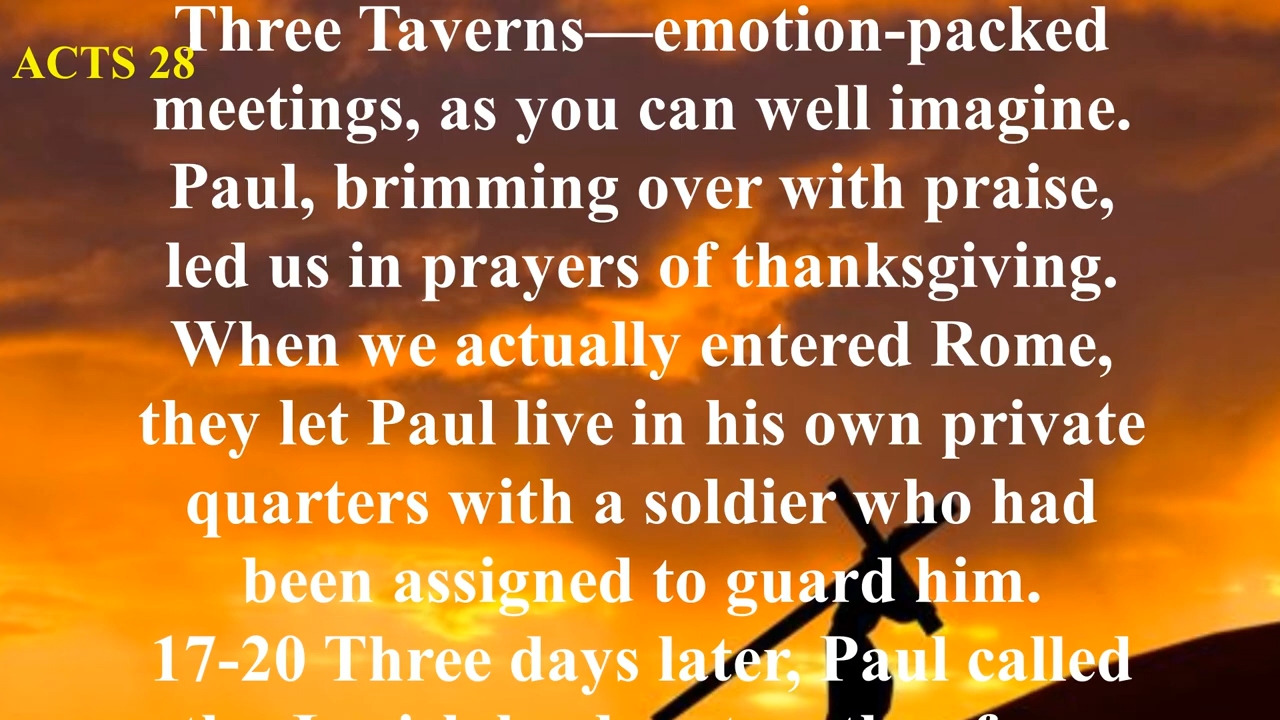 Three Taverns—emotion-packed
ACTS 28
meetings, as you can well imagine.
Paul, brimming over with praise,
led us in prayers of thanksgiving.
When we actually entered Rome,
they let Paul live in his own private
quarters with a soldier who had
been assigned to guard him.
17-20 Three days later, Paul called